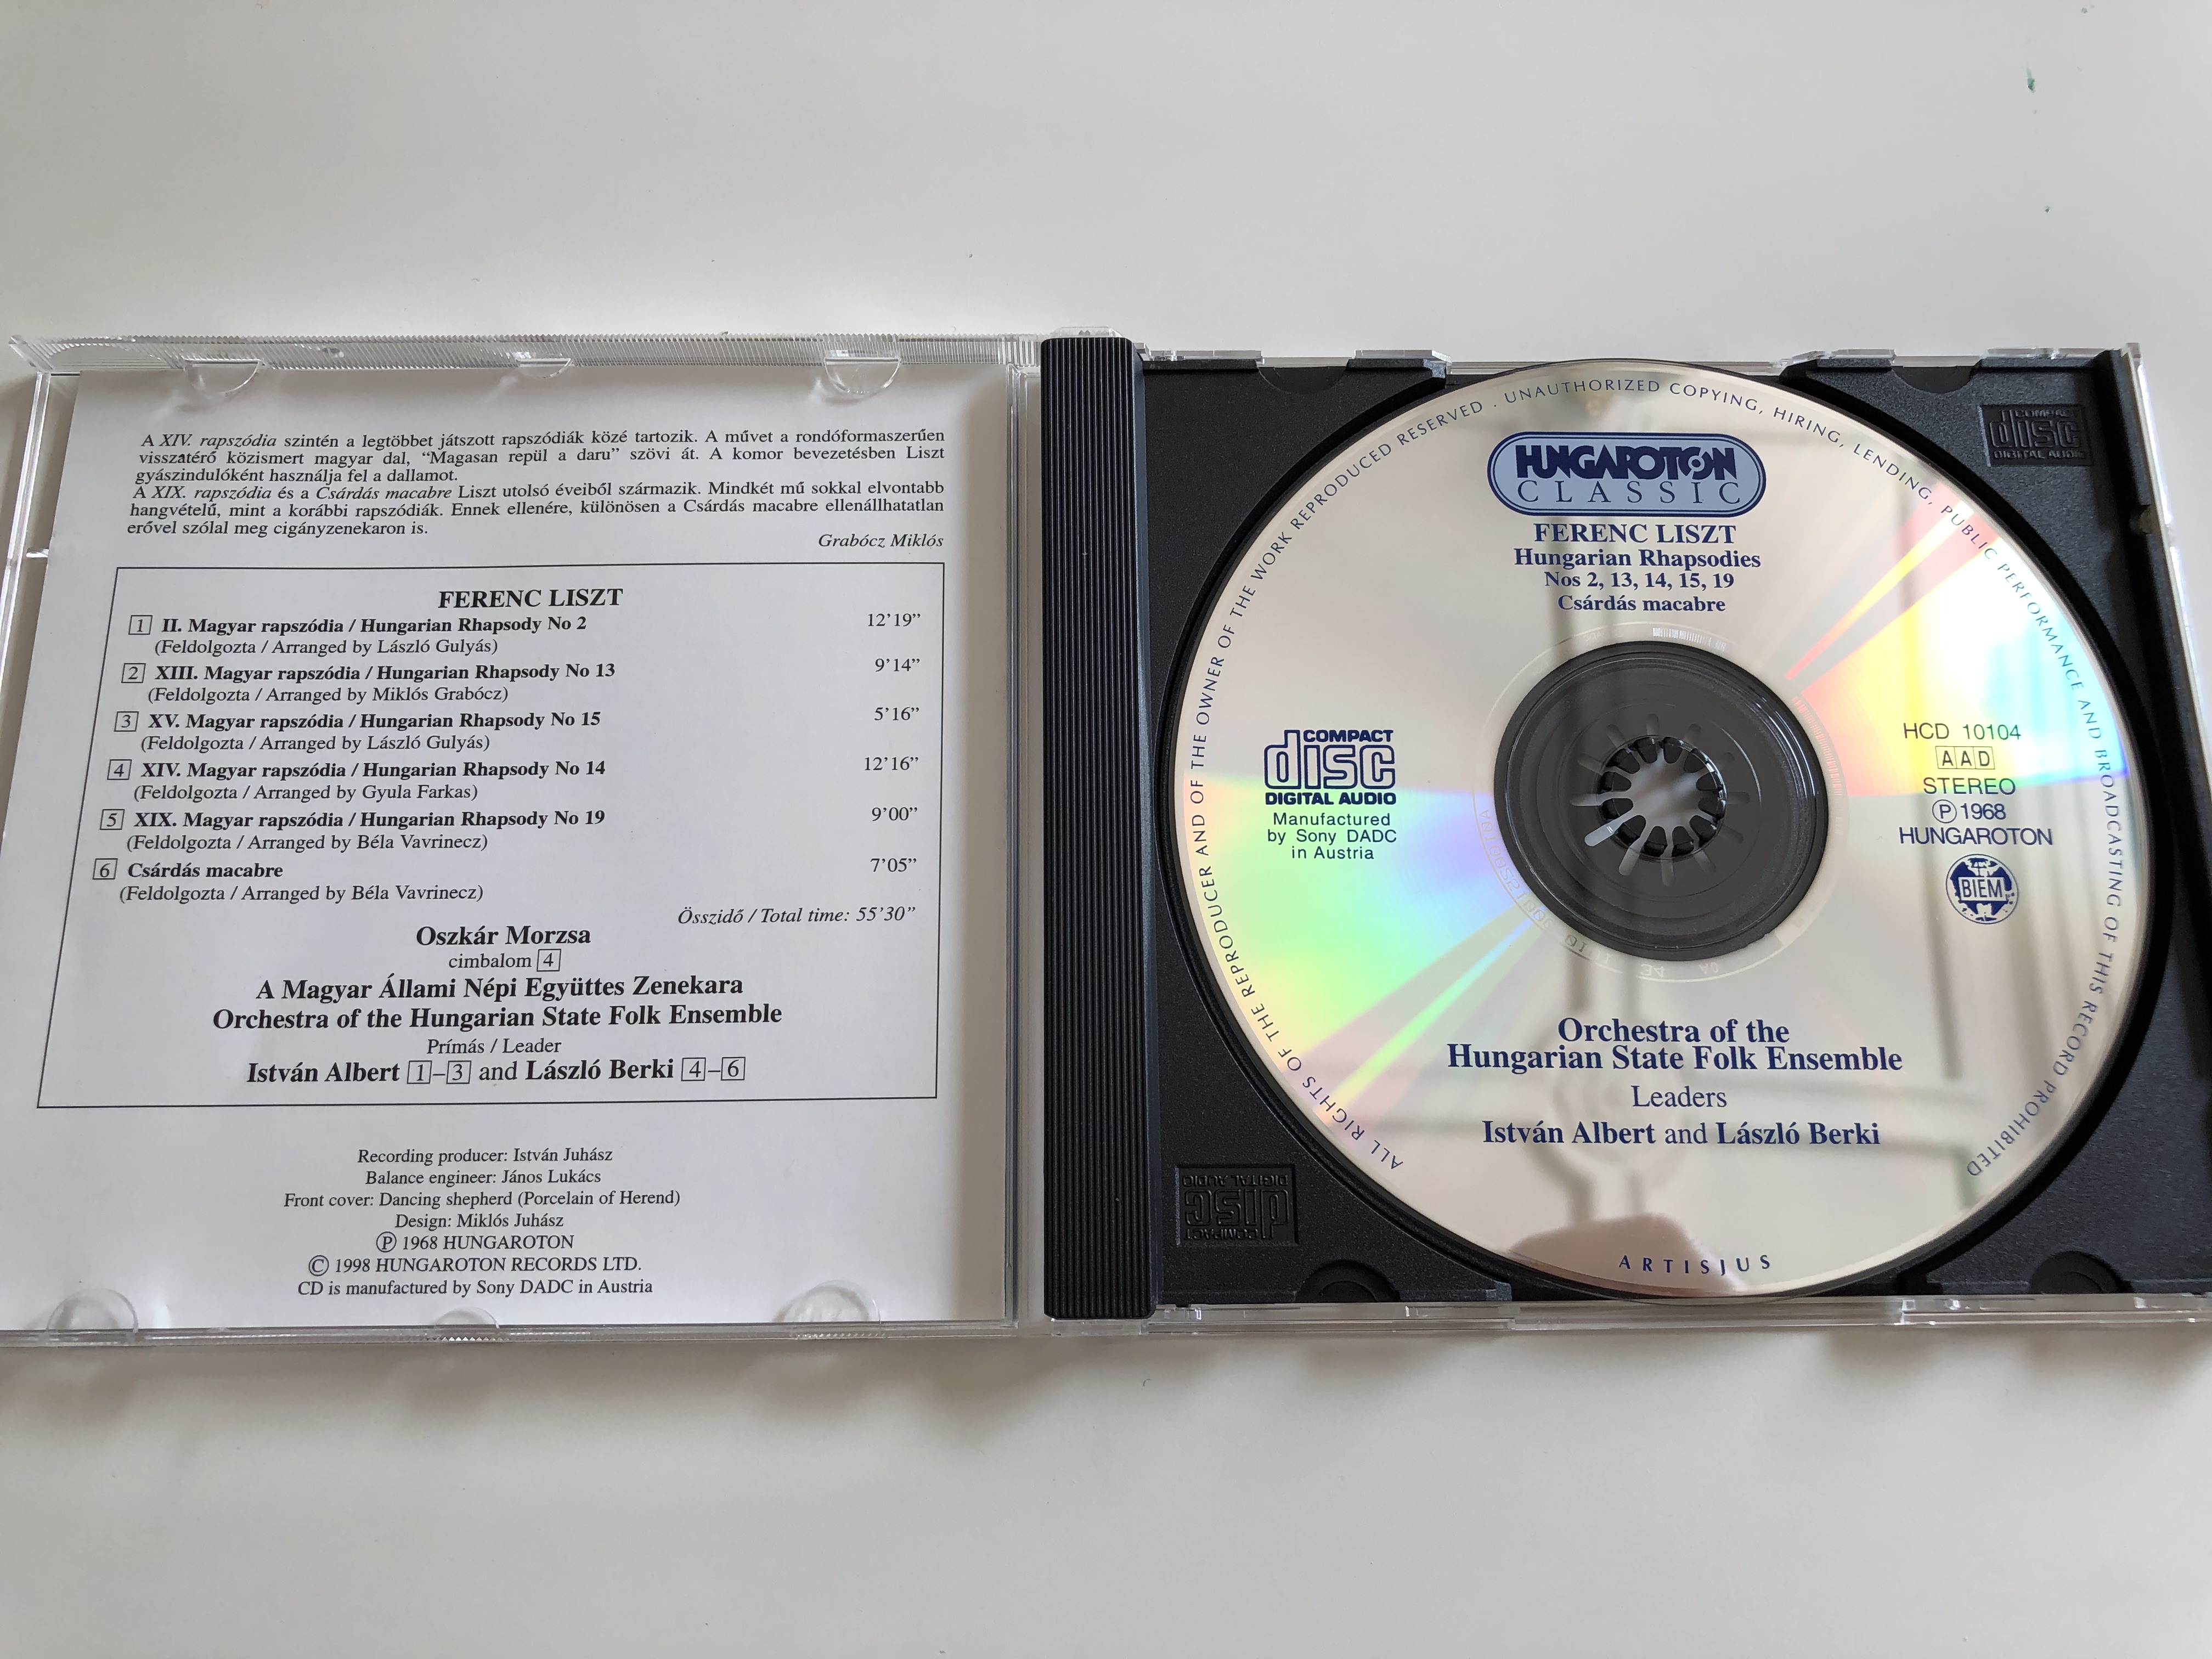 A XIV. rapszódia szintén a legtöbbet játszott rapszódiák közé tartozik. A művet a rondóformaszerűen
visszatérő közismert magyar dal, “Magasan repül a daru” szövi át. A komor bevezetésben Liszt
gyászindulóként használja fel a dallamot.
A XIX. rapszódia és a Csárdás macabre Liszt utolsó éveiből származik. Mindkét mű sokkal elvontabb
hangvételű, mint a korábbi rapszódiák. Ennek ellenére, különösen a Csárdás macabre ellenállhatatlan
erővel szólal meg cigányzenekaron is.
Grabócz Miklós
FERENC LISZT
1 II. Magyar rapszódia / Hungarian Rhapsody No 2 12’19”
(Feldolgozta / Arranged by László Gulyás)
2 XIII. Magyar rapszódia / Hungarian Rhapsody No 13 9’14”
(Feldolgozta / Arranged by Miklós Grabócz)
3 XV. Magyar rapszódia / Hungarian Rhapsody No 15 5’16”
(Feldolgozta / Arranged by László Gulyás)
4 XIV. Magyar rapszódia / Hungarian Rhapsody No 14 12’16”
(Feldolgozta / Arranged by Gyula Farkas)
5 XIX. Magyar rapszódia / Hungarian Rhapsody No 19 9’00”
(Feldolgozta / Arranged by Béla Vavrinecz)
6 Csárdás macabre 7’05”
(Feldolgozta / Arranged by Béla Vavrinecz)
Összidő / Total time: 55’30”
Oszkár Morzsa
cimbalom 4
A Magyar Állami Népi Együttes Zenekara
Orchestra of the Hungarian State Folk Ensemble
Prímás / Leader
István Albert 1–3 and László Berki 4–6
Recording producer: István Juhász
Balance engineer: János Lukács
Front cover: Dancing shepherd (Porcelain of Herend)
Design: Miklós Juhász
Ⓟ 1968 HUNGAROTON
© 1998 HUNGAROTON RECORDS LTD.
CD is manufactured by Sony DADC in Austria
ALL RIGHTS OF THE REPRODUCER AND OF THE OWNER OF THE WORK REPRODUCED RESERVED . UNAUTHORIZED COPYING, HIRING, LENDING, PUBLIC PERFORMANCE AND BROADCASTING OF THIS RECORD PROHIBITED
HUNGAROTON
CLASSIC
FERENC LISZT
Hungarian Rhapsodies
Nos 2, 13, 14, 15, 19
Csárdás macabre
COMPACT
disc
DIGITAL AUDIO
Manufactured
by Sony DADC
in Austria
HCD 10104
AAD
STEREO
Ⓟ 1968
HUNGAROTON
BIEM
Orchestra of the
Hungarian State Folk Ensemble
Leaders
István Albert and László Berki
ARTISJUS
COMPACT
disc
DIGITAL AUDIO
COMPACT
disc
DIGITAL AUDIO